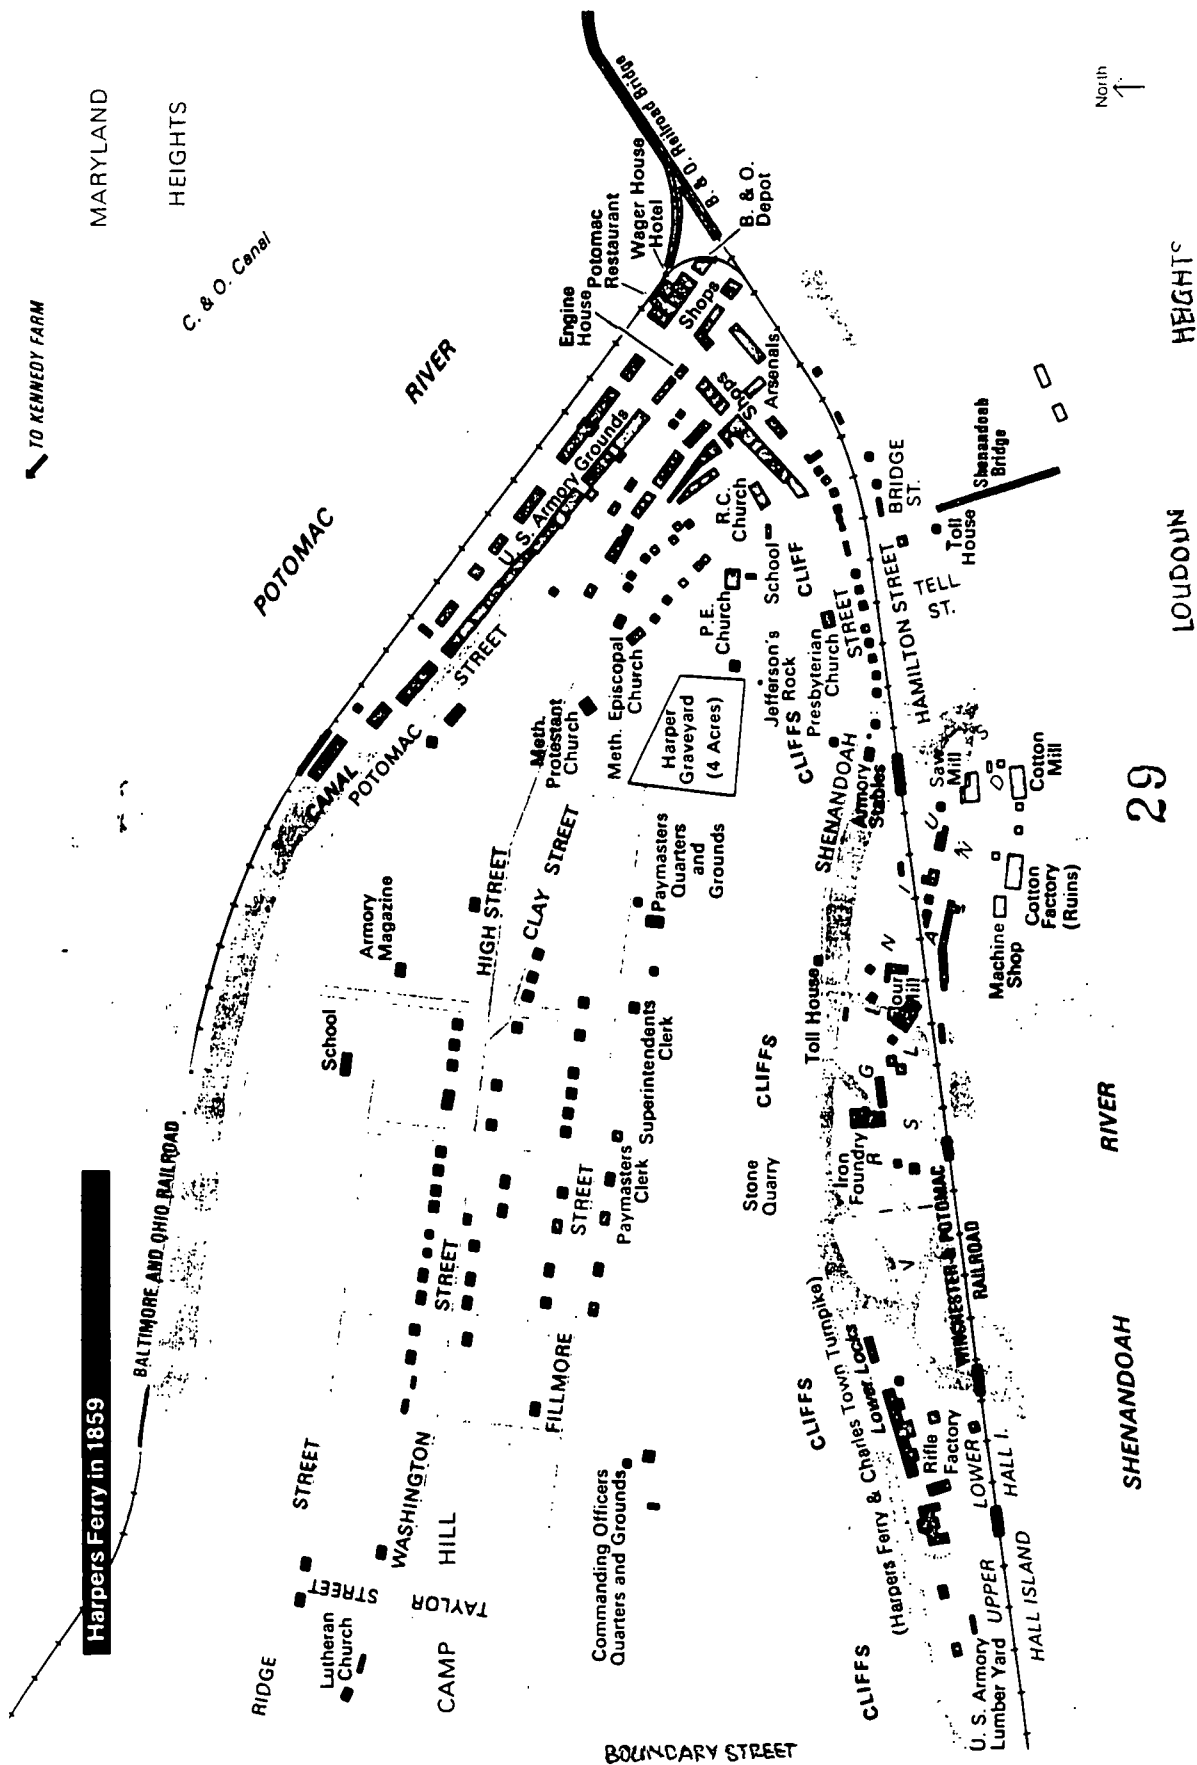 Harpers Ferry in 1859
TO KENNEDY FARM
MARYLAND
HEIGHTS
C. & O. Canal
POTOMAC
RIVER
BALTIMORE AND OHIO RAILROAD
B. & O. Railroad Bridge
Wager House
Hotel
Potomac
Restaurant
Engine
House
B. & O.
Depot
Shops
Shops
Arsenals
U. S. Armory Grounds
CANAL
POTOMAC
STREET
Armory
Magazine
School
HIGH STREET
CLAY STREET
Meth.
Protestant
Church
Meth. Episcopal
Church
Harper
Graveyard
(4 Acres)
P.E.
Church
R.C.
Church
School
CLIFF
Jefferson's
Rock
CLIFFS
Presbyterian
Church
SHENANDOAH
STREET
HAMILTON STREET
BRIDGE
ST.
TELL
ST.
Toll
House
Shenandoah
Bridge
North
LOUDOUN
HEIGHTS
Paymasters
Quarters
and
Grounds
Superintendents
Clerk
Paymasters
Clerk
RIDGE
STREET
WASHINGTON
STREET
FILLMORE
STREET
TAYLOR
STREET
Lutheran
Church
CAMP
HILL
Commanding Officers
Quarters and Grounds
BOUNDARY STREET
CLIFFS
CLIFFS
CLIFFS
Stone
Quarry
Toll House
Armory
Stables
Saw
Mill
Cotton
Mill
Cotton
Factory
(Ruins)
Machine
Shop
Flour
Mill
Iron
Foundry
VIRGINIUS
ISLAND
WINCHESTER & POTOMAC
RAILROAD
(Harpers Ferry & Charles Town Turnpike)
Lower Locks
Rifle
Factory
LOWER
HALL I.
UPPER
HALL ISLAND
U. S. Armory
Lumber Yard
SHENANDOAH
RIVER
29